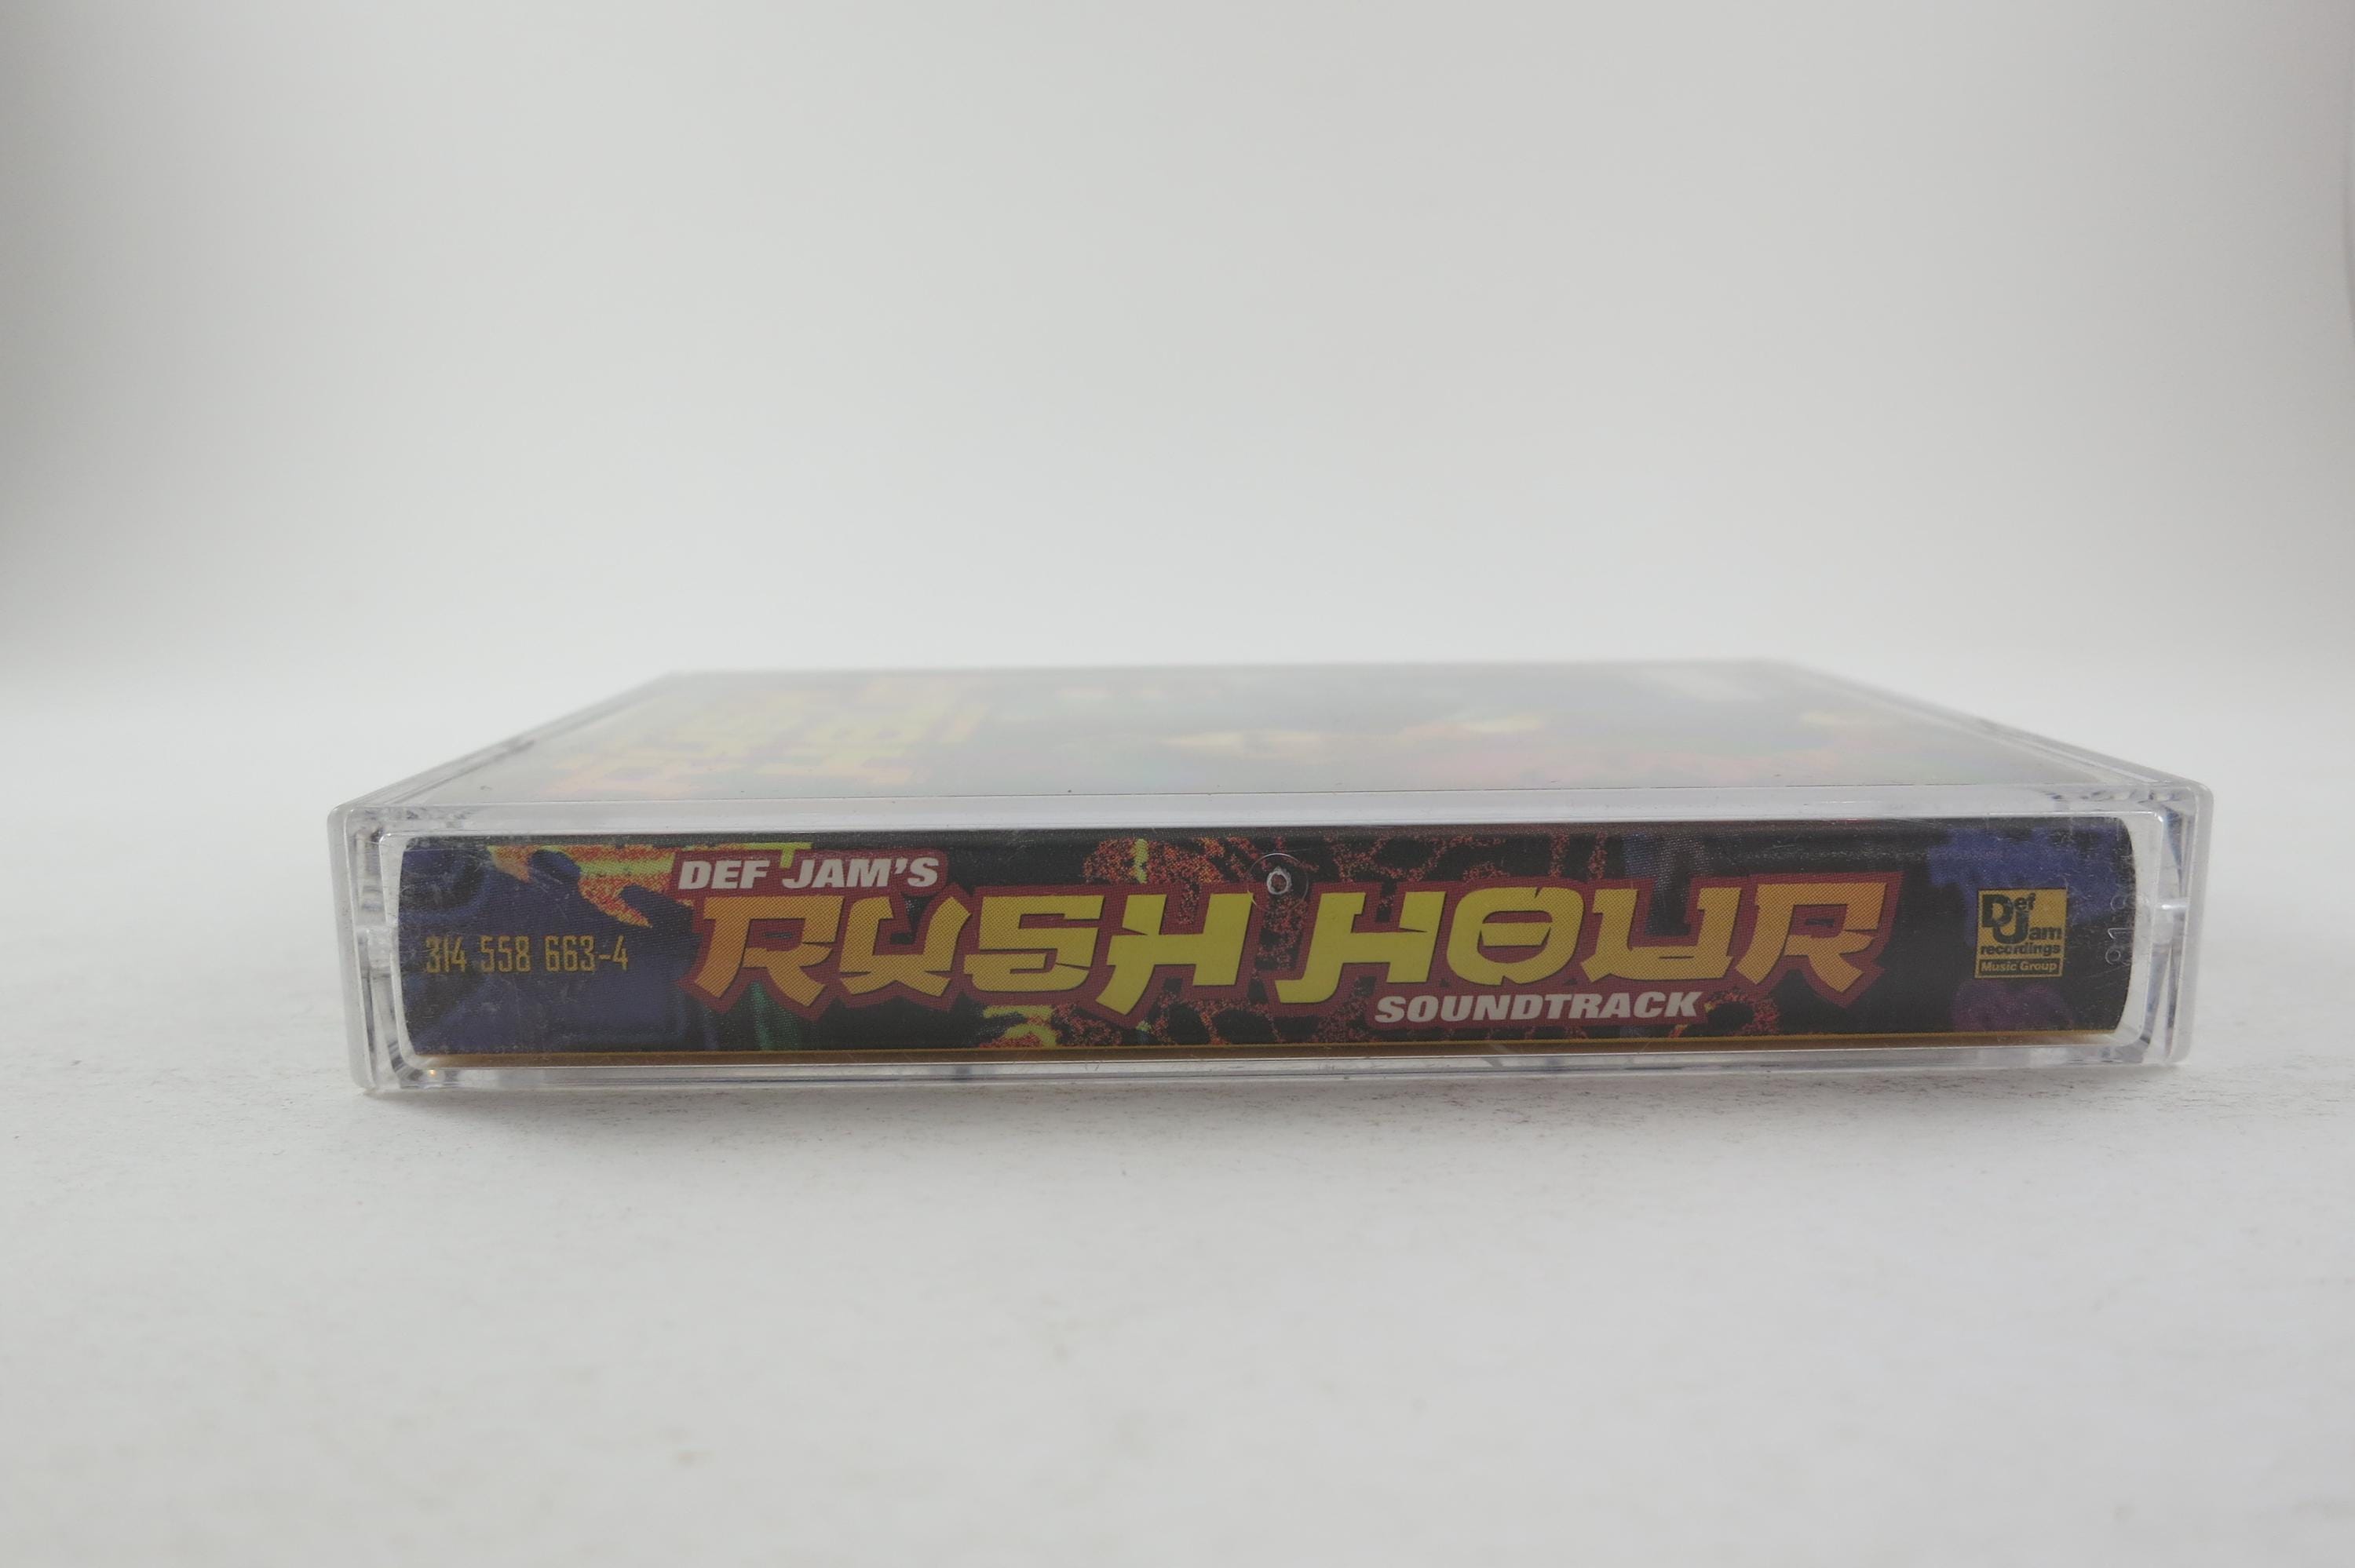 DEF JAM'S
314 558 663-4
RUSH HOUR
SOUNDTRACK
Def
Jam
recordings
Music Group